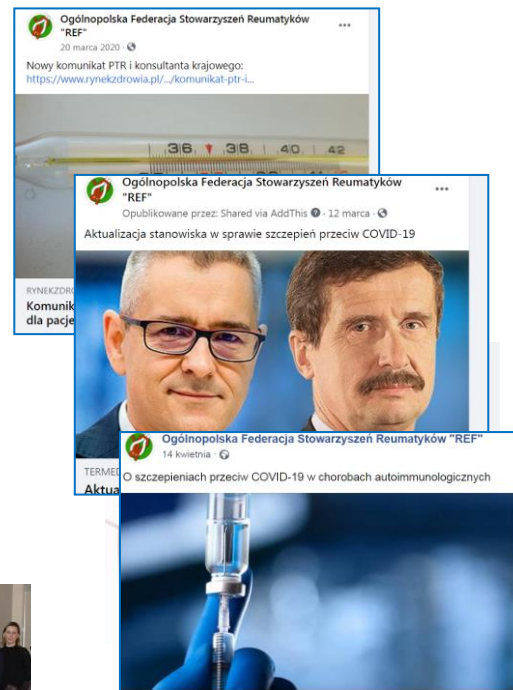 Ogólnopolska Federacja Stowarzyszeń Reumatyków
"REF"
20 marca 2020
Nowy komunikat PTR i konsultanta krajowego:
https://www.rynekzdrowia.pl/.../komunikat-ptr-i...
36 38 40 42
RYNEKZDRO
Komunik
dla pacje
Ogólnopolska Federacja Stowarzyszeń Reumatyków
"REF"
Opublikowane przez: Shared via AddThis · 12 marca
Aktualizacja stanowiska w sprawie szczepień przeciw COVID-19
TERMED
Aktua
Ogólnopolska Federacja Stowarzyszeń Reumatyków "REF"
14 kwietnia
O szczepieniach przeciw COVID-19 w chorobach autoimmunologicznych